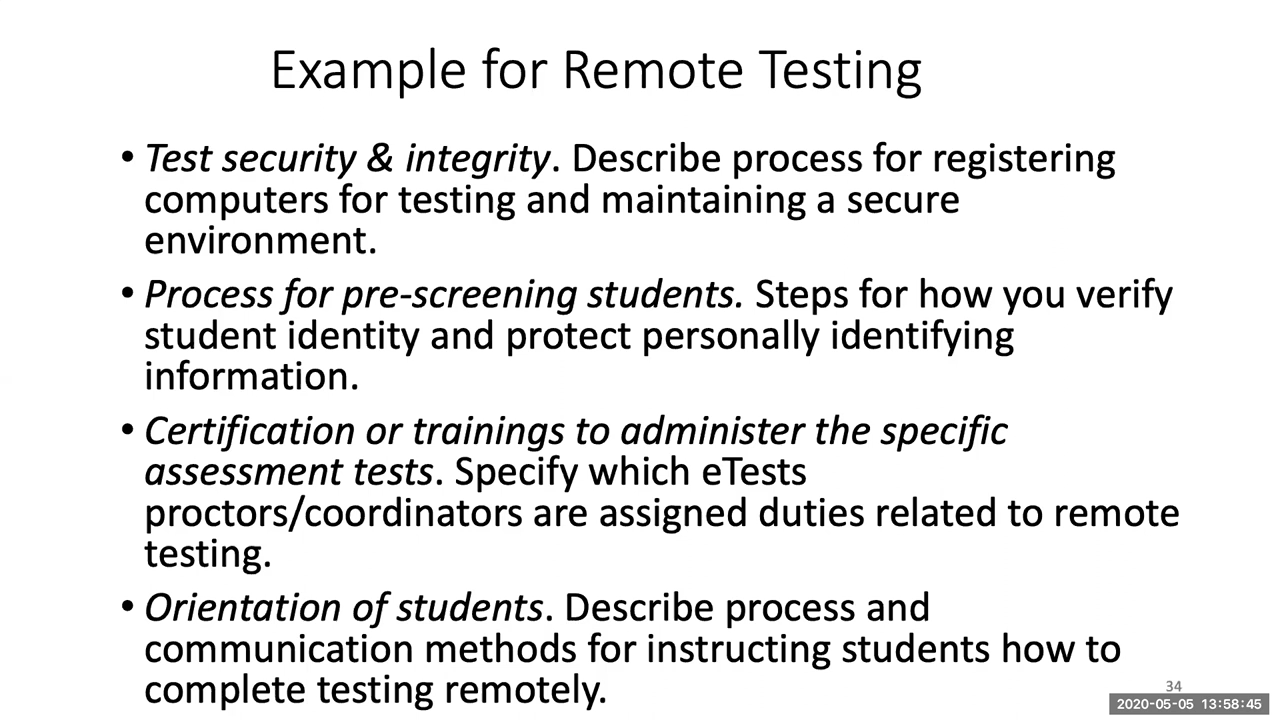 Example for Remote Testing
• Test security & integrity. Describe process for registering
computers for testing and maintaining a secure
environment.
• Process for pre-screening students. Steps for how you verify
student identity and protect personally identifying
information.
• Certification or trainings to administer the specific
assessment tests. Specify which eTests
proctors/coordinators are assigned duties related to remote
testing.
• Orientation of students. Describe process and
communication methods for instructing students how to
complete testing remotely.
34
2020-05-05 13:58:45